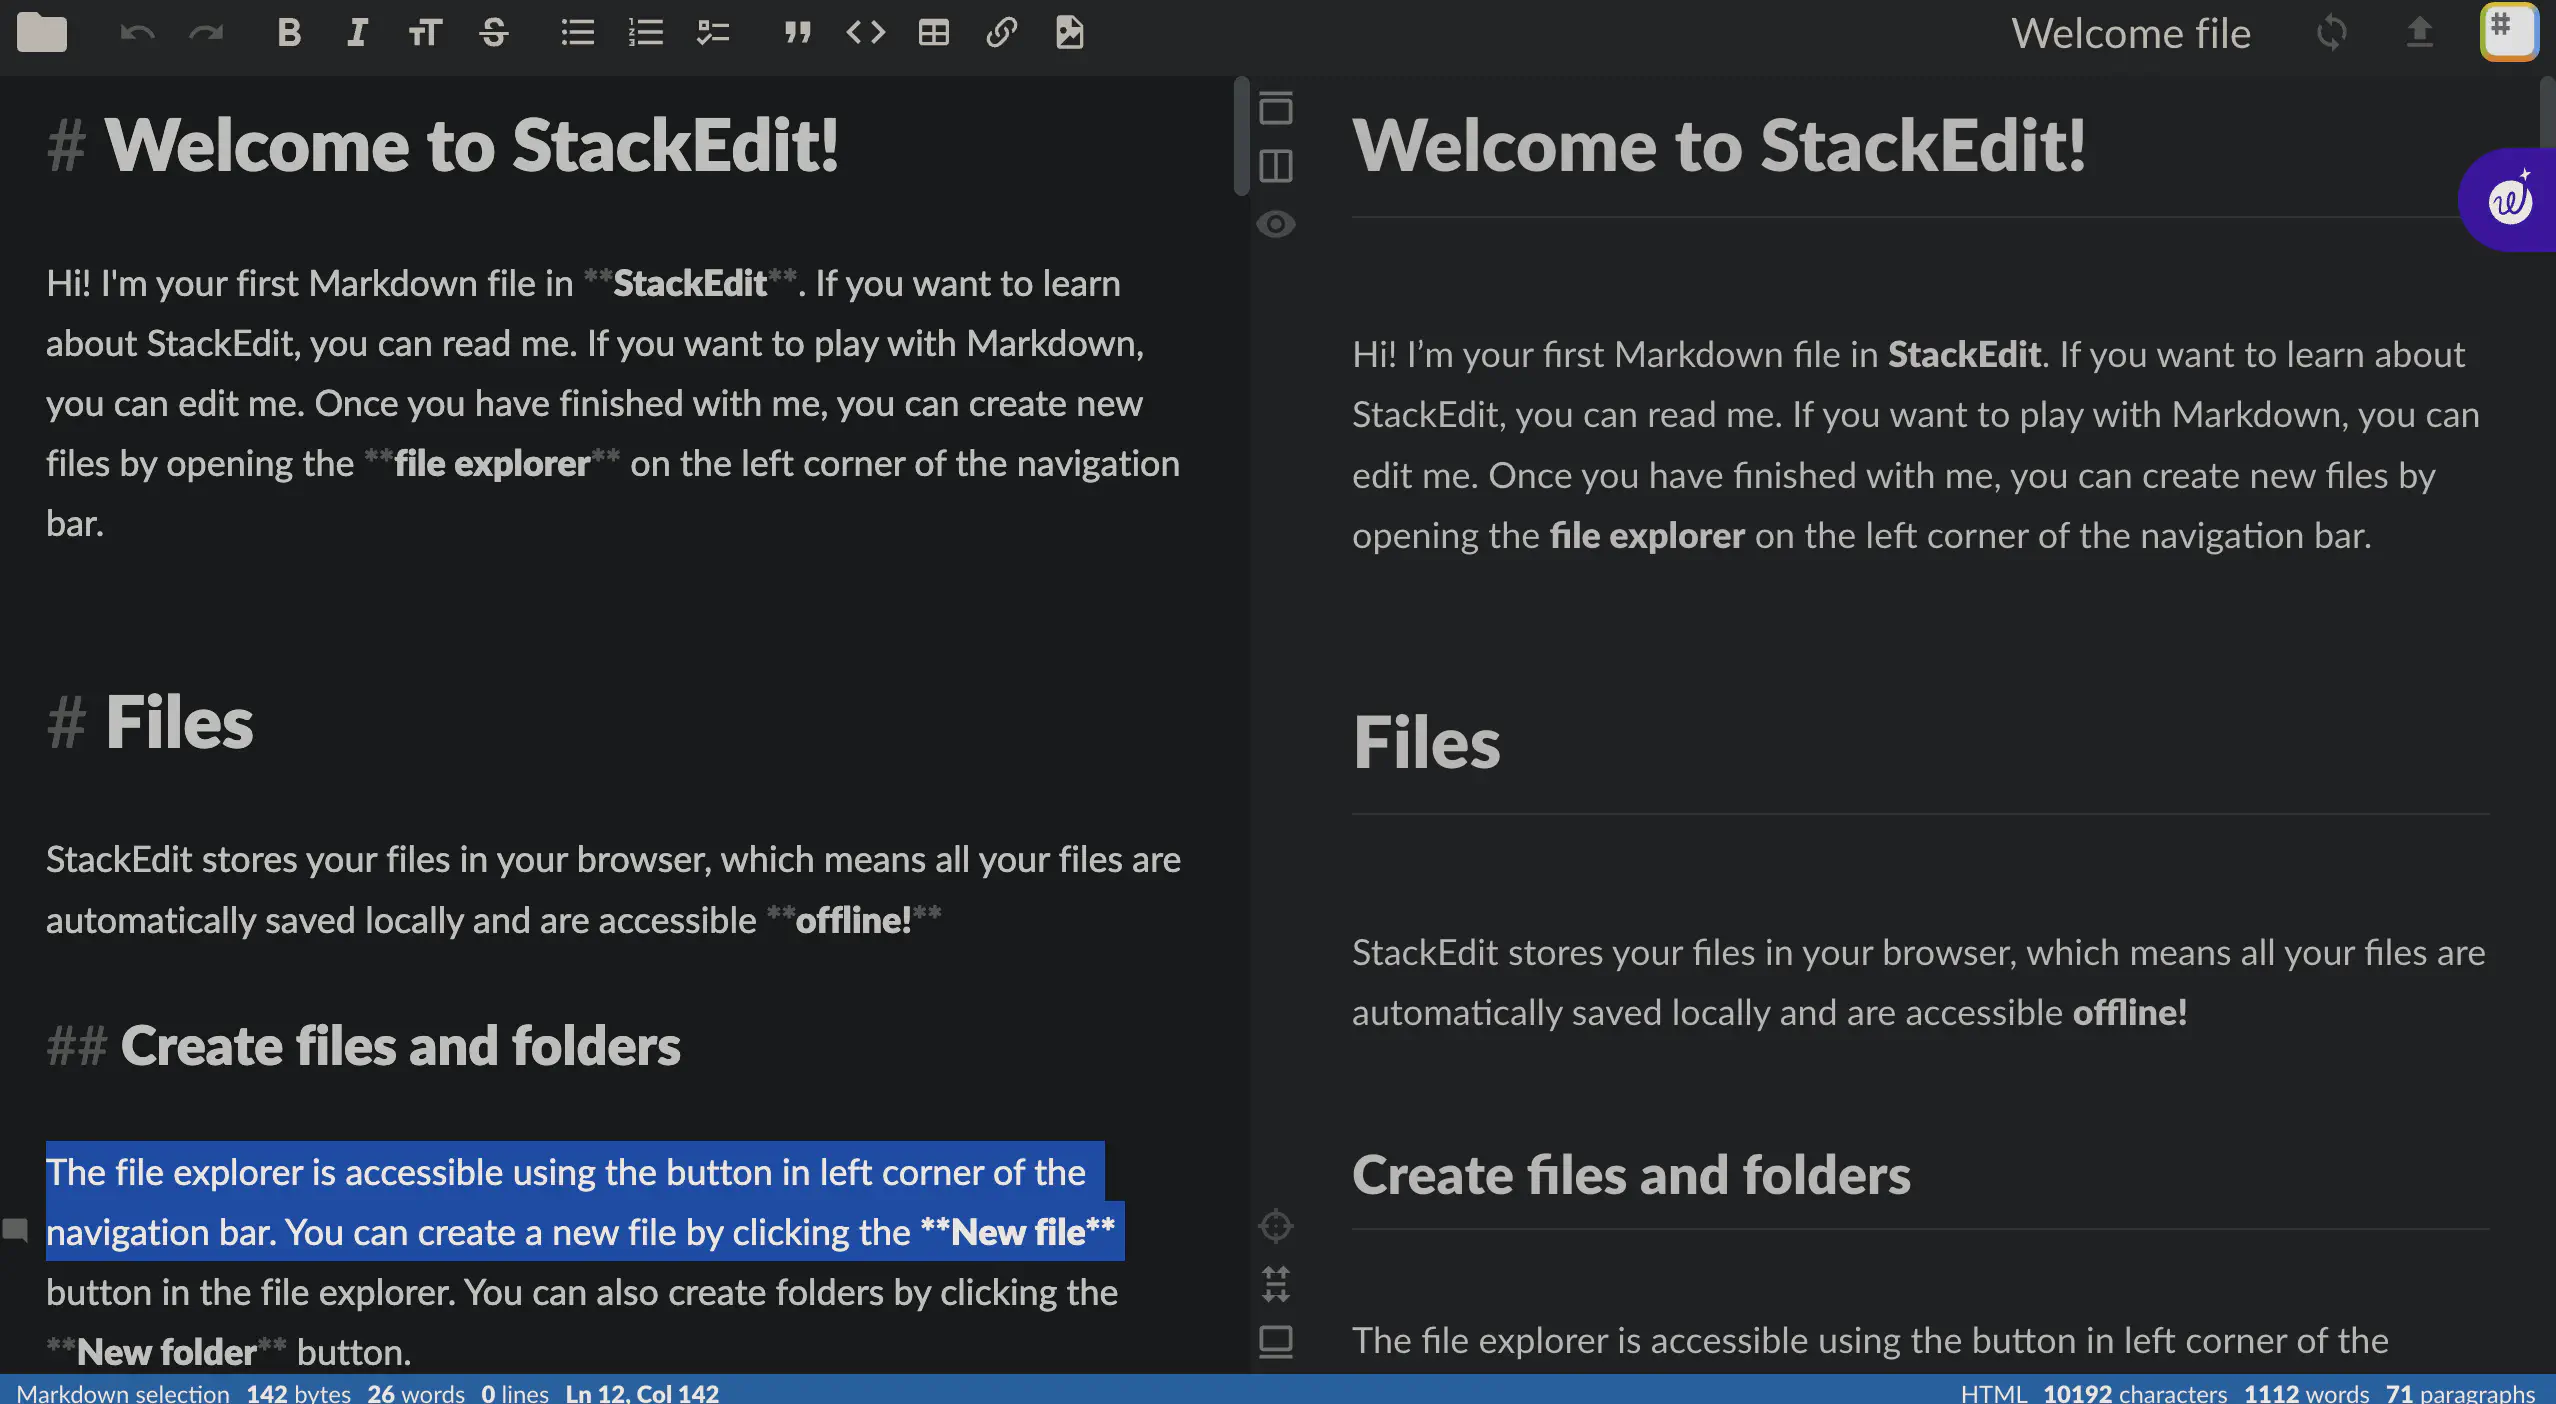 Welcome file
# Welcome to StackEdit!
Hi! I'm your first Markdown file in **StackEdit**. If you want to learn
about StackEdit, you can read me. If you want to play with Markdown,
you can edit me. Once you have finished with me, you can create new
files by opening the **file explorer** on the left corner of the navigation
bar.
# Files
StackEdit stores your files in your browser, which means all your files are
automatically saved locally and are accessible **offline!**
## Create files and folders
The file explorer is accessible using the button in left corner of the
navigation bar. You can create a new file by clicking the **New file**
button in the file explorer. You can also create folders by clicking the
**New folder** button.
Welcome to StackEdit!
Hi! I’m your first Markdown file in StackEdit. If you want to learn about
StackEdit, you can read me. If you want to play with Markdown, you can
edit me. Once you have finished with me, you can create new files by
opening the file explorer on the left corner of the navigation bar.
Files
StackEdit stores your files in your browser, which means all your files are
automatically saved locally and are accessible offline!
Create files and folders
The file explorer is accessible using the button in left corner of the
Markdown selection 142 bytes 26 words 0 lines Ln 12, Col 142
HTML 10192 characters 1112 words 71 paragraphs